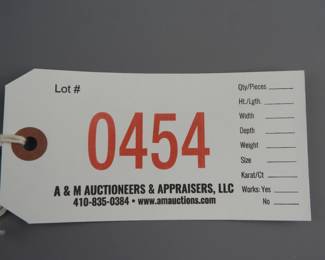 Lot #
0454
A & M AUCTIONEERS & APPRAISERS, LLC
410-835-0384 • www.amauctions.com
Qty/Pieces
Ht./Lgth.
Width
Depth
Weight
Size
Karat/Ct
Works: Yes
No